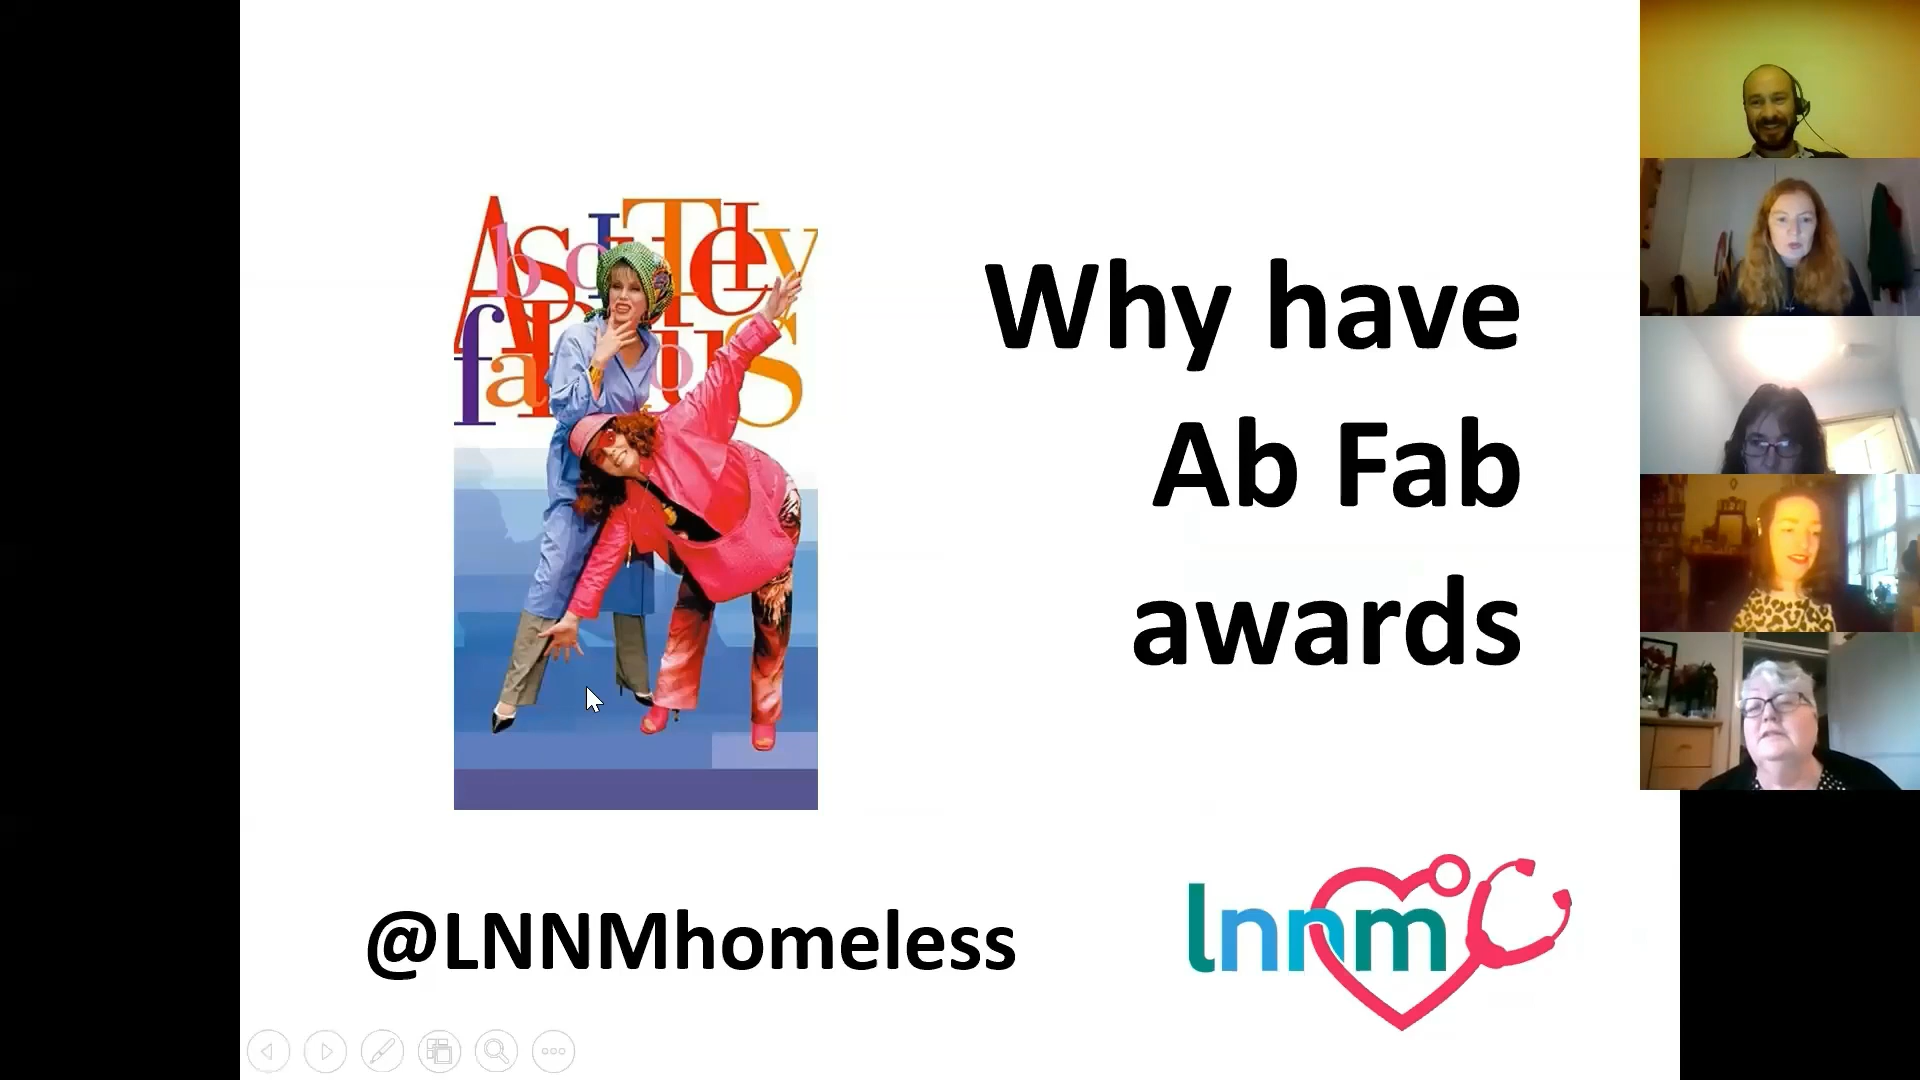 Absolutely
fabulous
Why have
Ab Fab
awards
@LNNMhomeless
lnnm